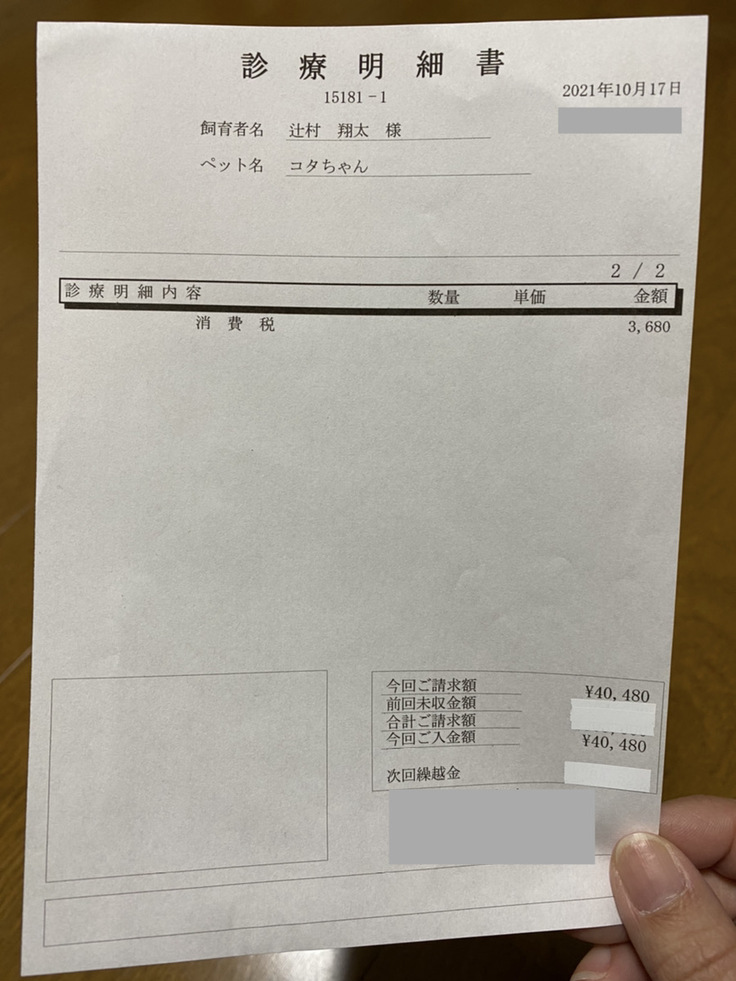 診療明細書
15181-1
2021年10月17日
飼育者名 辻村 翔太 様
ペット名 コタちゃん
2 / 2
診療明細内容 数量 単価 金額
消費税 3,680
今回ご請求額 ¥40,480
前回未収金額
合計ご請求額
今回ご入金額 ¥40,480
次回繰越金